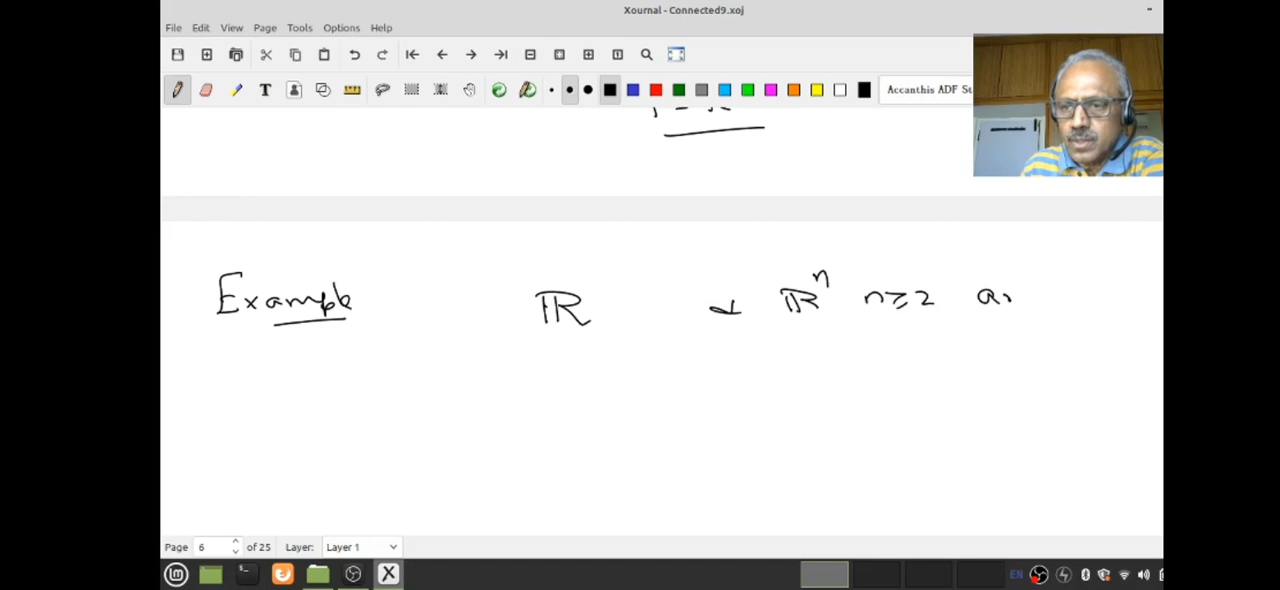 Xournal - Connected9.xoj
File Edit View Page Tools Options Help
T Accanthis ADF St
Example ℝ & ℝⁿ n≥2
Page 6 of 25 Layer: Layer 1
EN